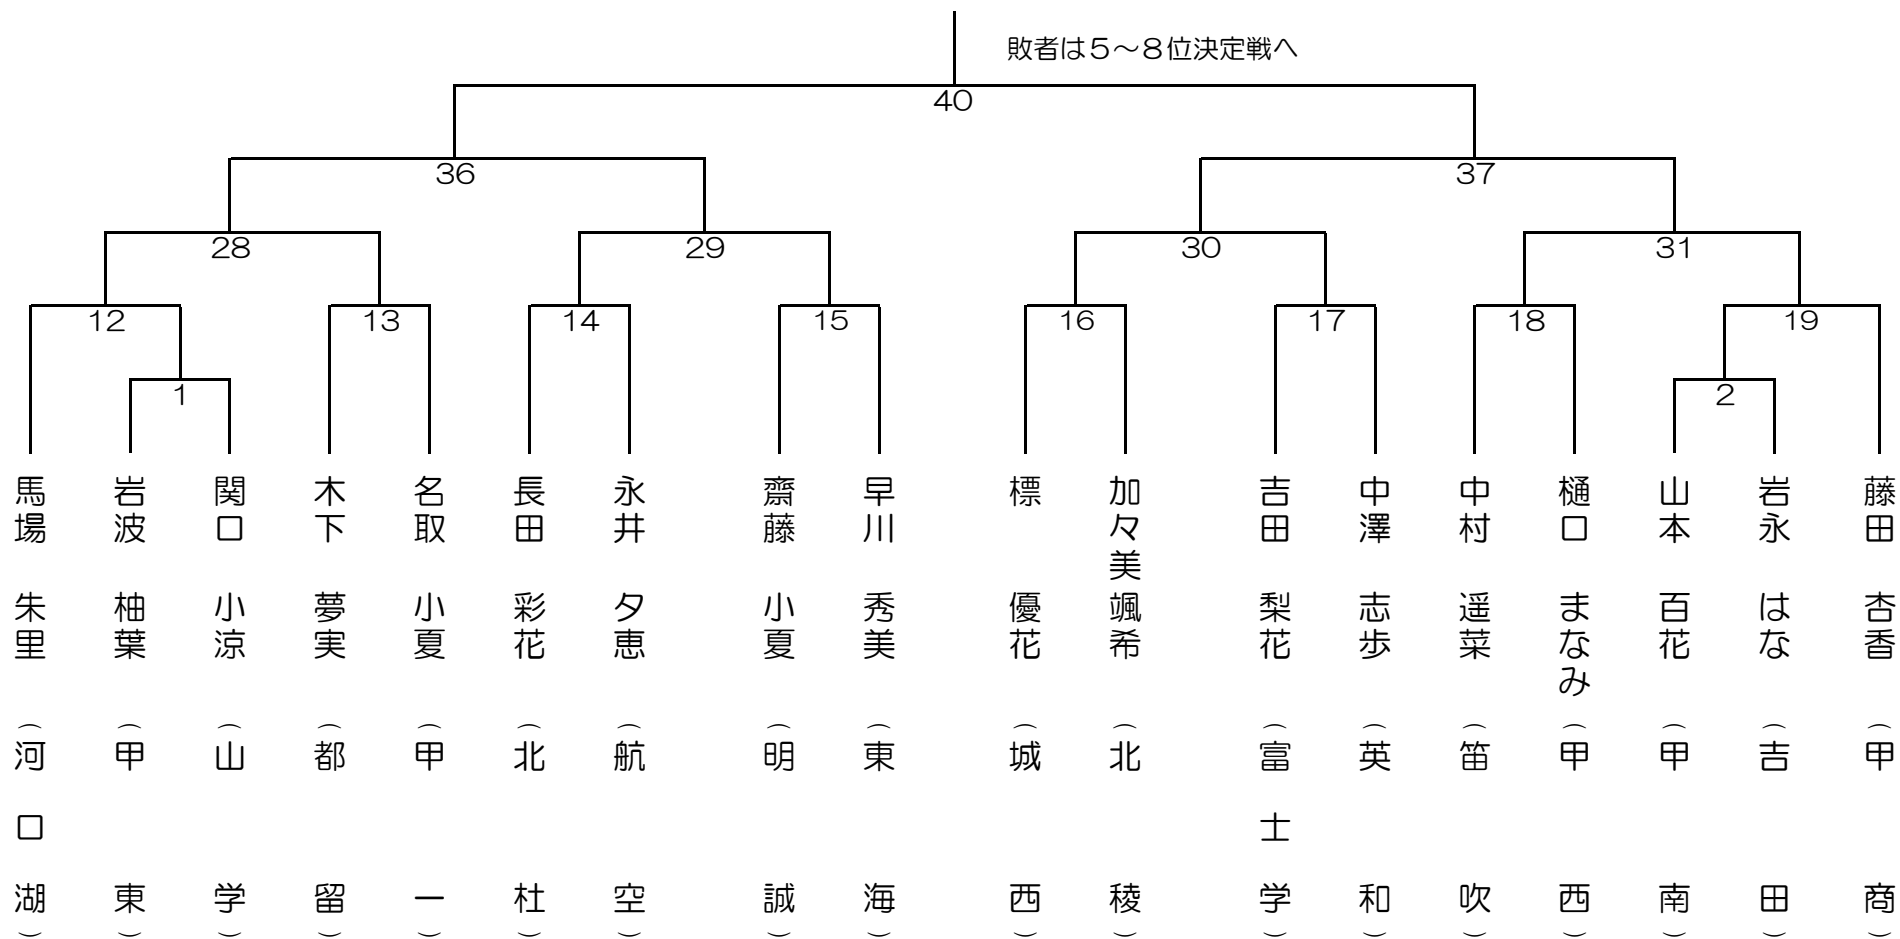 敗者は5～8位決定戦へ
40
36
37
28
29
30
31
12
13
14
15
16
17
18
19
1
2
馬場 朱里 (河口湖)
岩波 柚葉 (甲東)
関口 小涼 (山学)
木下 夢実 (都留)
名取 小夏 (甲一)
長田 彩花 (北杜)
永井 夕恵 (航空)
齋藤 小夏 (明誠)
早川 秀美 (東海)
標 優花 (城西)
加々美 颯希 (北稜)
吉田 梨花 (富士学)
中澤 志歩 (英和)
中村 遥菜 (笛吹)
樋口 まなみ (甲西)
山本 百花 (甲南)
岩永 はな (吉田)
藤田 杏香 (甲商)